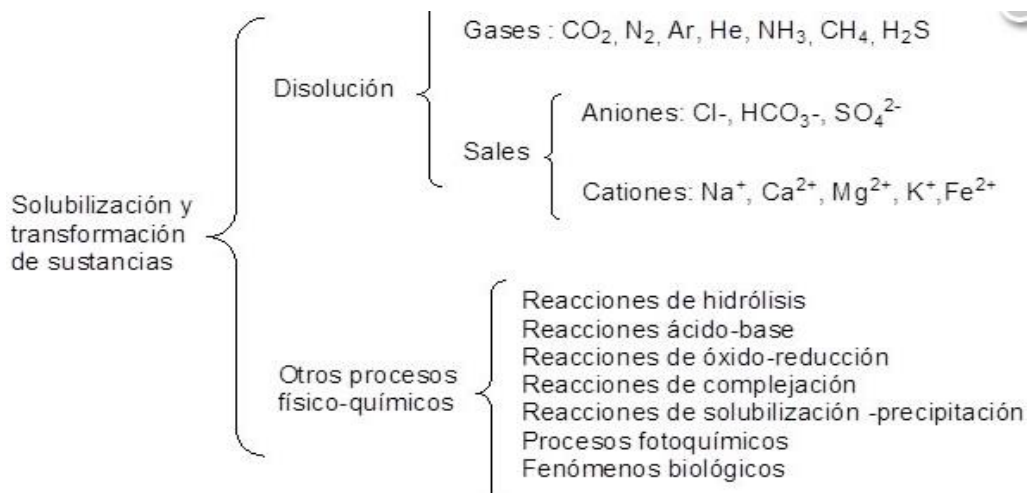 Gases : CO₂, N₂, Ar, He, NH₃, CH₄, H₂S
Disolución
Aniones: Cl-, HCO₃-, SO₄²⁻
Sales
Cationes: Na⁺, Ca²⁺, Mg²⁺, K⁺,Fe²⁺
Solubilización y
transformación
de sustancias
Reacciones de hidrólisis
Reacciones ácido-base
Reacciones de óxido-reducción
Otros procesos
físico-químicos
Reacciones de complejación
Reacciones de solubilización -precipitación
Procesos fotoquímicos
Fenómenos biológicos